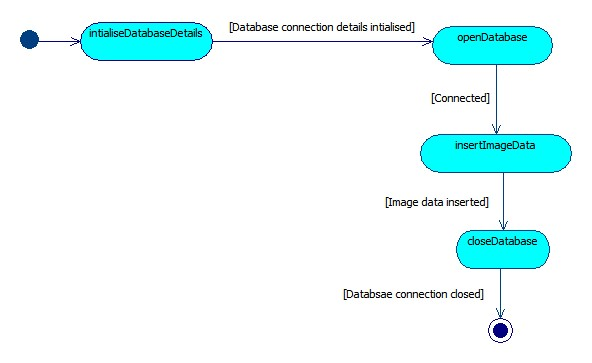 intialiseDatabaseDetails
[Database connection details intialised]
openDatabase
[Connected]
insertImageData
[Image data inserted]
closeDatabase
[Databsae connection closed]